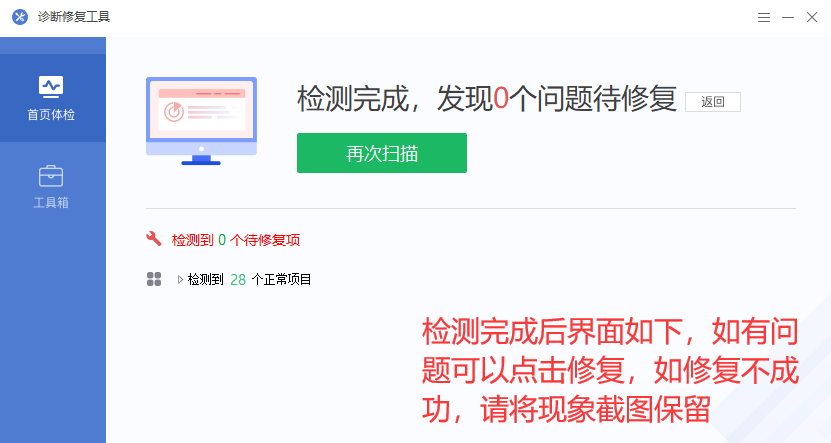 诊断修复工具
首页体检
工具箱
检测完成，发现0个问题待修复
返回
再次扫描
检测到 0 个待修复项
检测到 28 个正常项目
检测完成后界面如下，如有问
题可以点击修复，如修复不成
功，请将现象截图保留